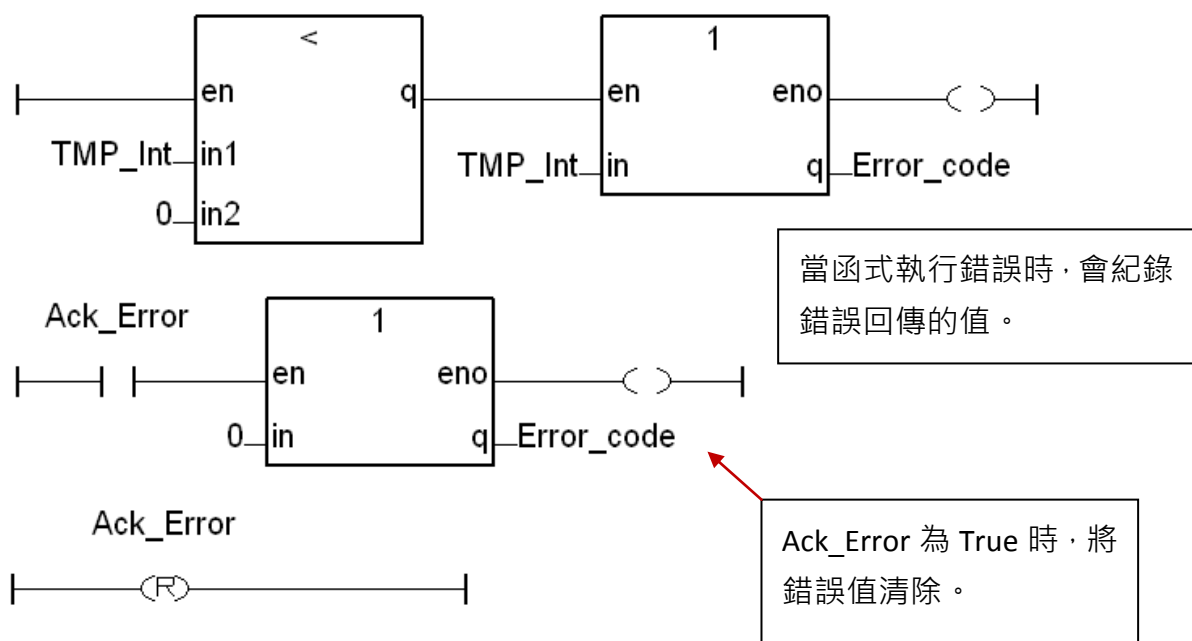 <
1
en
q
en
eno
TMP_Int
in1
TMP_Int
in
q
Error_code
0
in2
當函式執行錯誤時，會紀錄
錯誤回傳的值。
Ack_Error
1
en
eno
0
in
q
Error_code
Ack_Error
R
Ack_Error 為 True 時，將
錯誤值清除。